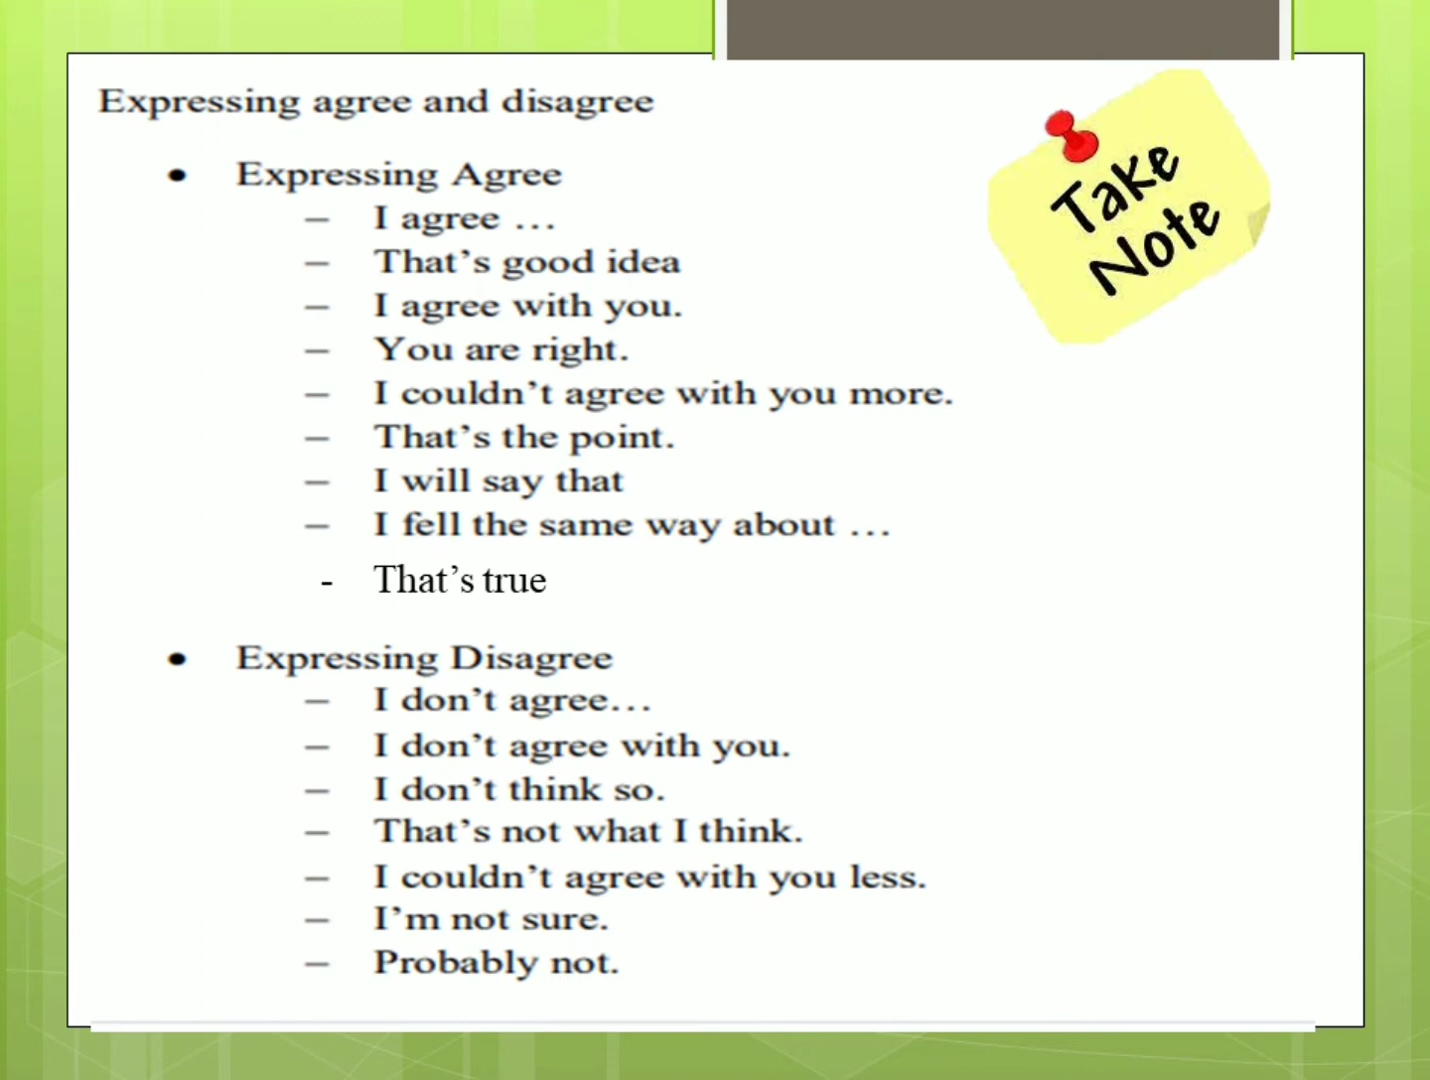 Expressing agree and disagree
• Expressing Agree
– I agree …
– That’s good idea
– I agree with you.
– You are right.
– I couldn’t agree with you more.
– That’s the point.
– I will say that
– I fell the same way about …
- That’s true
• Expressing Disagree
– I don’t agree…
– I don’t agree with you.
– I don’t think so.
– That’s not what I think.
– I couldn’t agree with you less.
– I’m not sure.
– Probably not.
Take
Note